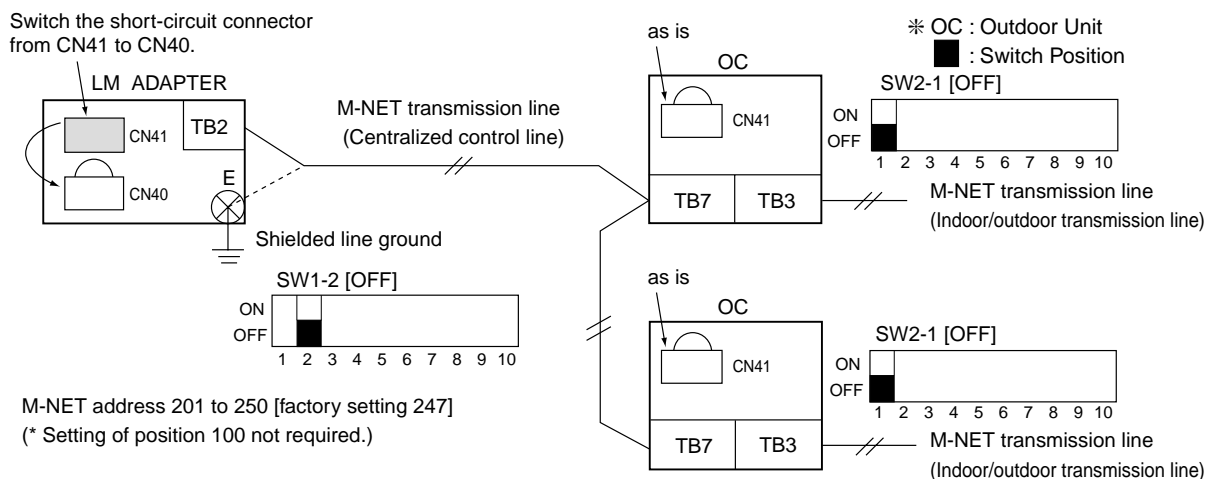 Switch the short-circuit connector
from CN41 to CN40.
LM ADAPTER
CN41
TB2
CN40
E
Shielded line ground
M-NET transmission line
(Centralized control line)
SW1-2 [OFF]
ON
OFF
1 2 3 4 5 6 7 8 9 10
M-NET address 201 to 250 [factory setting 247]
(* Setting of position 100 not required.)
as is
OC
CN41
TB7
TB3
※ OC : Outdoor Unit
: Switch Position
SW2-1 [OFF]
ON
OFF
1 2 3 4 5 6 7 8 9 10
M-NET transmission line
(Indoor/outdoor transmission line)
as is
OC
CN41
TB7
TB3
SW2-1 [OFF]
ON
OFF
1 2 3 4 5 6 7 8 9 10
M-NET transmission line
(Indoor/outdoor transmission line)